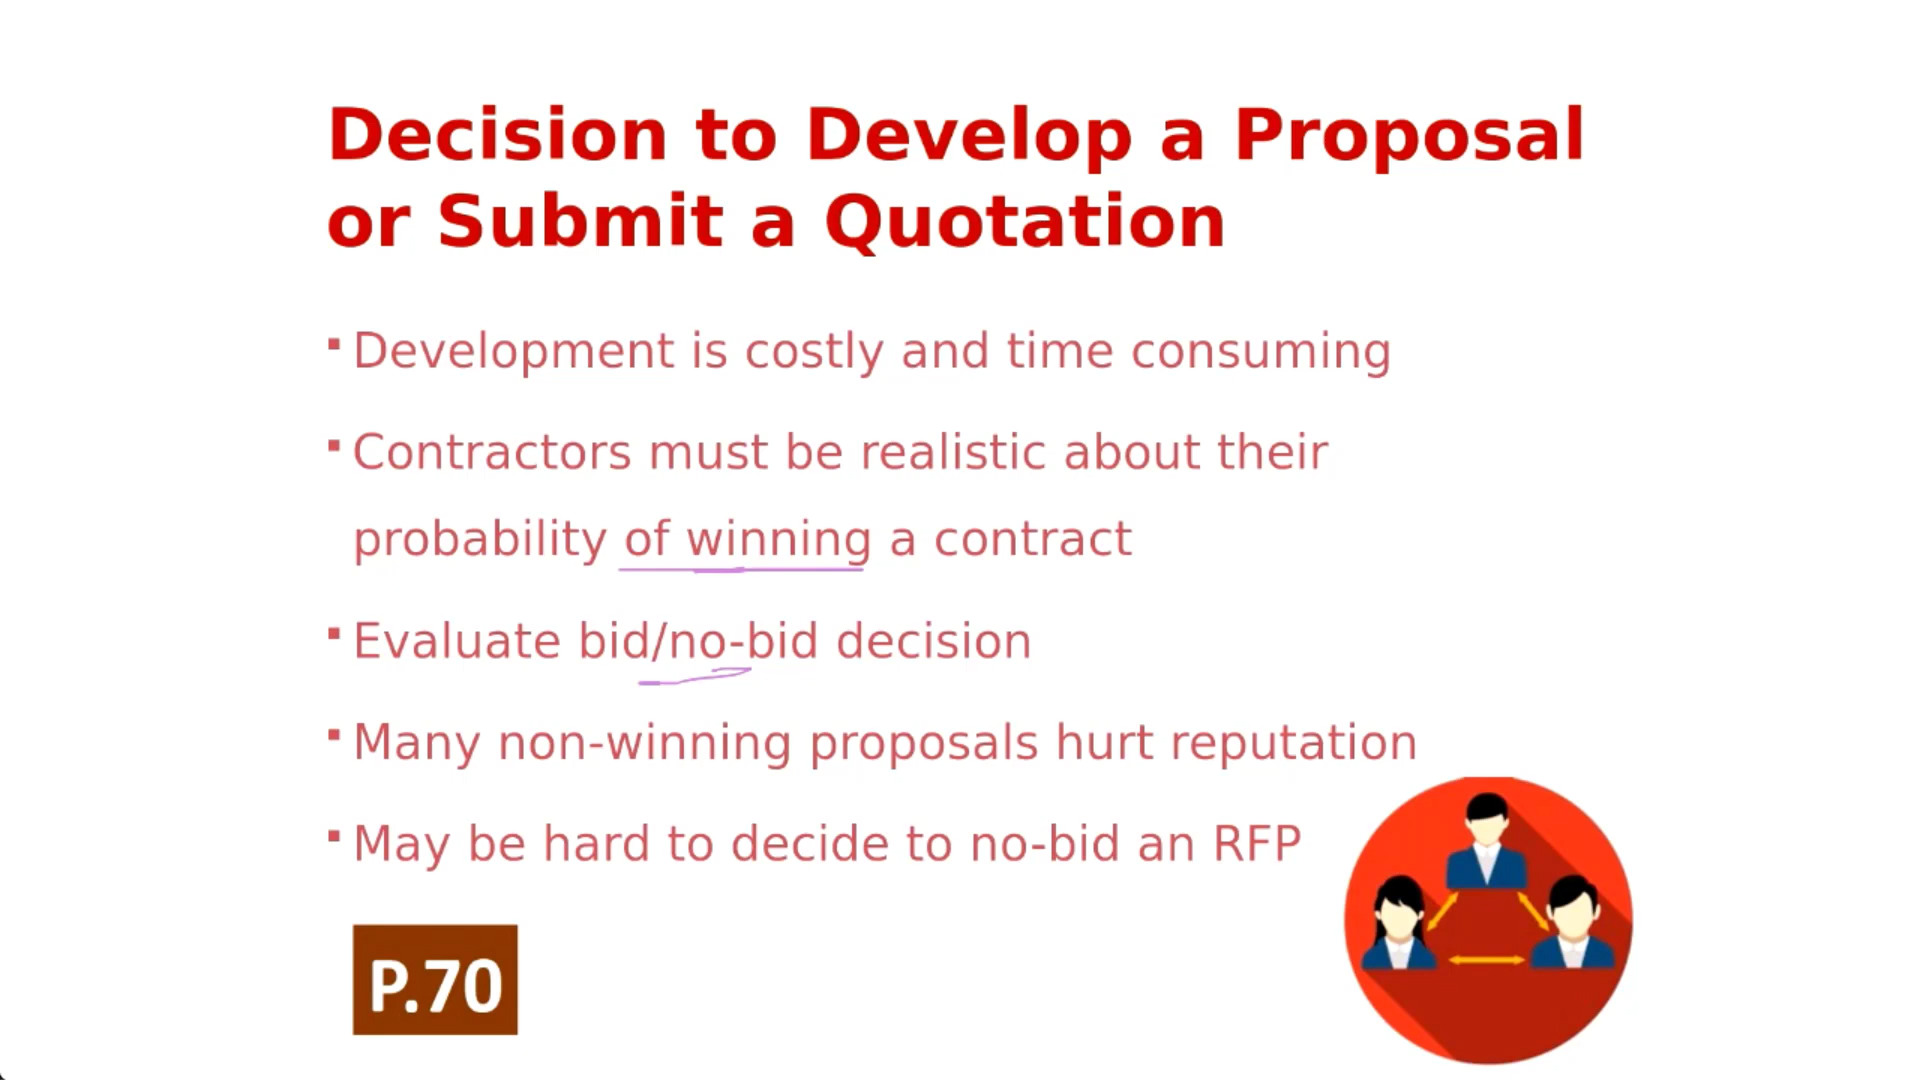 Decision to Develop a Proposal
or Submit a Quotation
▪ Development is costly and time consuming
▪ Contractors must be realistic about their
probability of winning a contract
▪ Evaluate bid/no-bid decision
▪ Many non-winning proposals hurt reputation
▪ May be hard to decide to no-bid an RFP
P.70